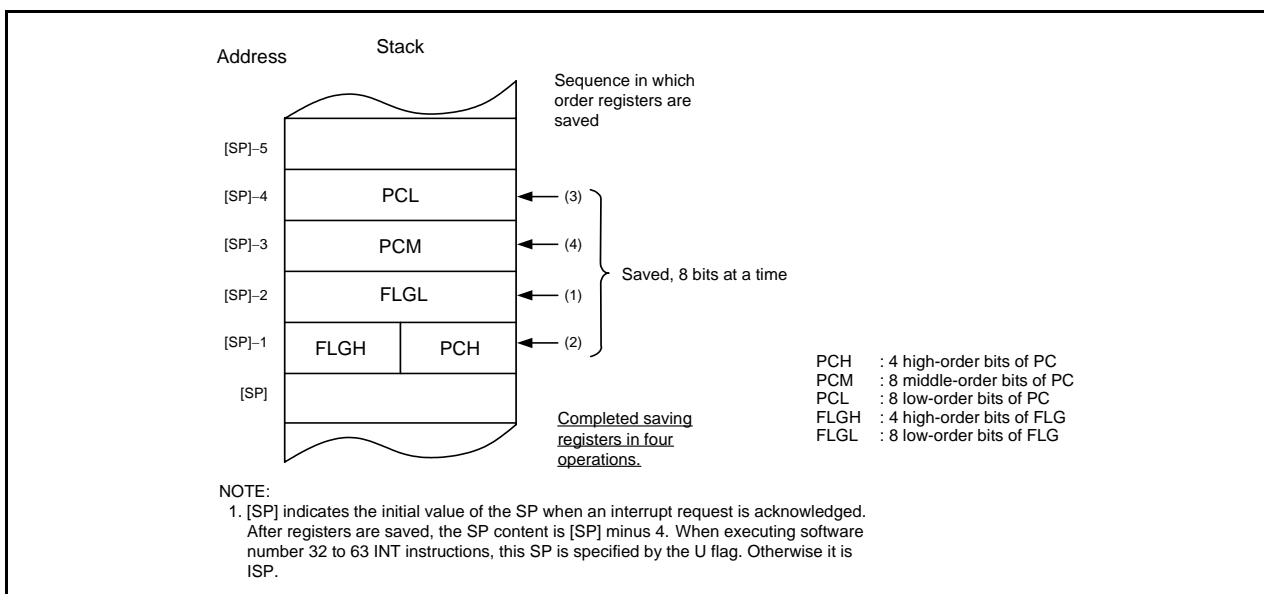 Address
Stack
Sequence in which
order registers are
saved
[SP]−5
[SP]−4
PCL
(3)
[SP]−3
PCM
(4)
Saved, 8 bits at a time
[SP]−2
FLGL
(1)
[SP]−1
FLGH
PCH
(2)
[SP]
PCH : 4 high-order bits of PC
PCM : 8 middle-order bits of PC
PCL : 8 low-order bits of PC
FLGH : 4 high-order bits of FLG
FLGL : 8 low-order bits of FLG
Completed saving
registers in four
operations.
NOTE:
1. [SP] indicates the initial value of the SP when an interrupt request is acknowledged.
After registers are saved, the SP content is [SP] minus 4. When executing software
number 32 to 63 INT instructions, this SP is specified by the U flag. Otherwise it is
ISP.